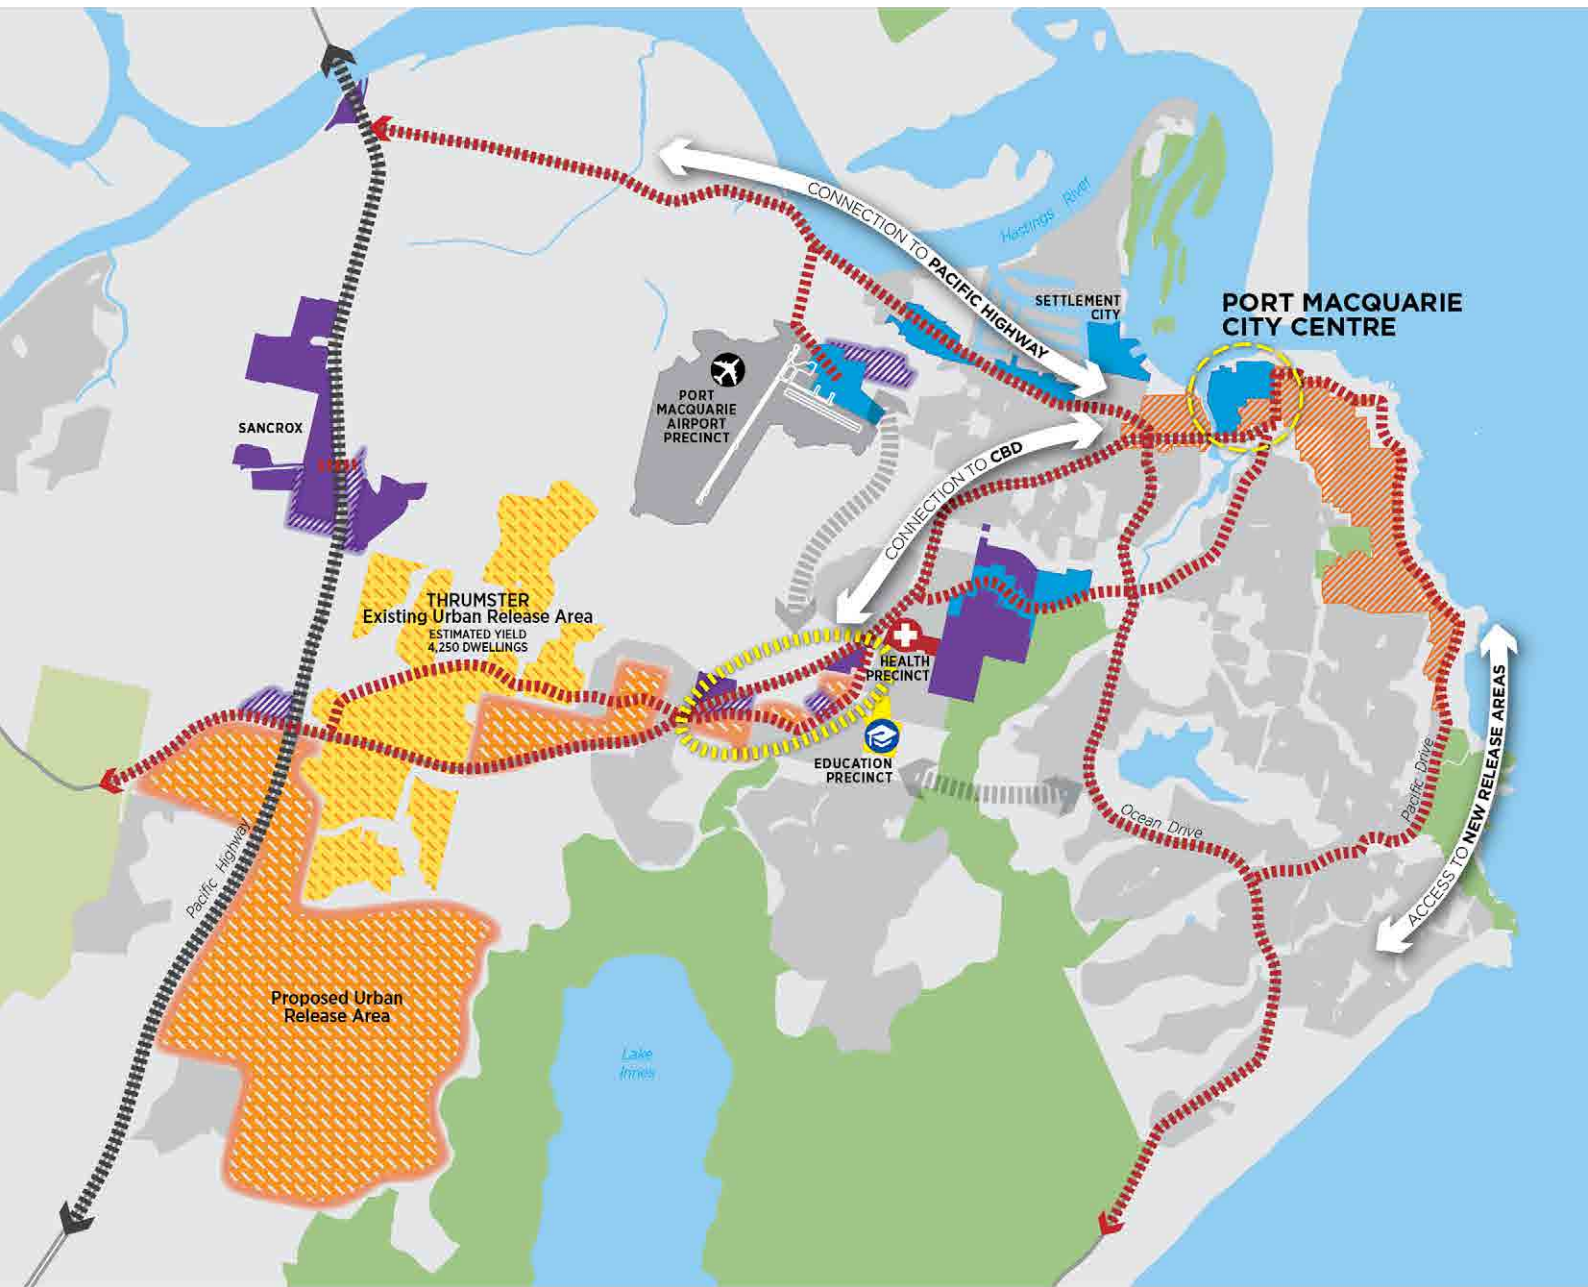 CONNECTION TO PACIFIC HIGHWAY
Hastings River
SETTLEMENT
CITY
PORT MACQUARIE
CITY CENTRE
PORT
MACQUARIE
AIRPORT
PRECINCT
SANCROX
CONNECTION TO CBD
THRUMSTER
Existing Urban Release Area
ESTIMATED YIELD
4,250 DWELLINGS
HEALTH
PRECINCT
EDUCATION
PRECINCT
Pacific Drive
ACCESS TO NEW RELEASE AREAS
Ocean Drive
Pacific Highway
Proposed Urban
Release Area
Lake
Innes